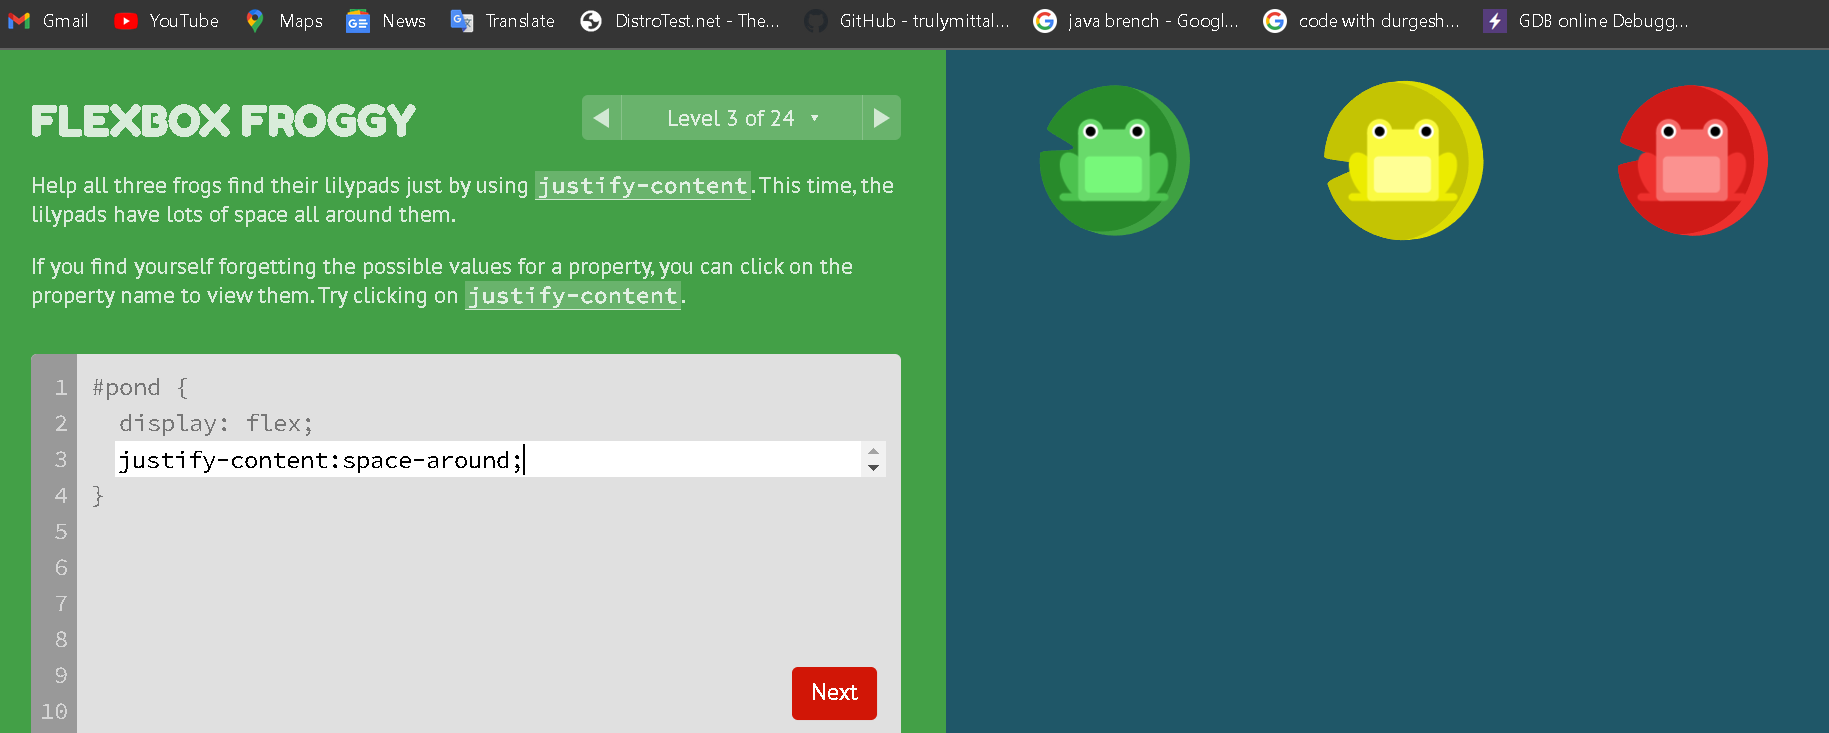 Gmail YouTube Maps News Translate DistroTest.net - The... GitHub - trulymittal... java brench - Googl... code with durgesh... GDB online Debugg...
FLEXBOX FROGGY
◀ Level 3 of 24 ▼ ▶
Help all three frogs find their lilypads just by using justify-content. This time, the
lilypads have lots of space all around them.
If you find yourself forgetting the possible values for a property, you can click on the
property name to view them. Try clicking on justify-content.
1 #pond {
2 display: flex;
3 justify-content:space-around;
4 }
5
6
7
8
9
10
Next